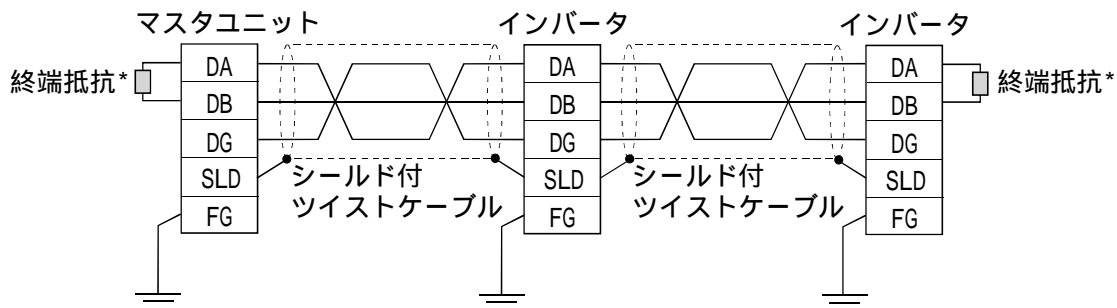 マスタユニット
インバータ
インバータ
終端抵抗*
DA
DB
DG
SLD
FG
シールド付
ツイストケーブル
DA
DB
DG
SLD
FG
シールド付
ツイストケーブル
DA
DB
DG
SLD
FG
終端抵抗*